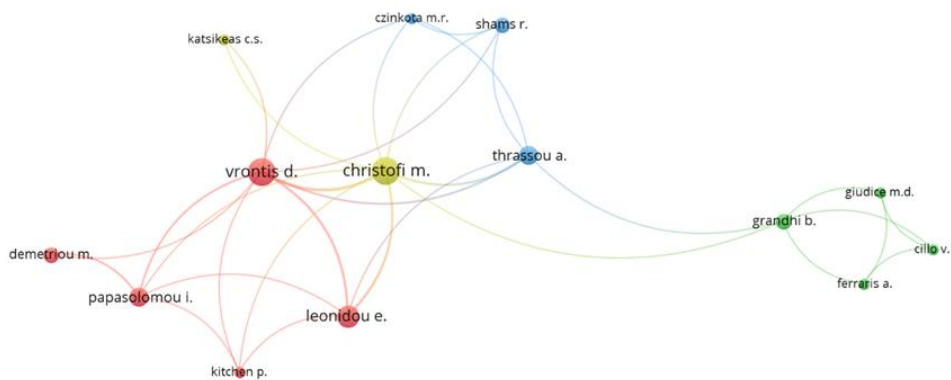 czinkota m.r.
shams r.
katsikeas c.s.
thrassou a.
vrontis d.
christofi m.
giudice m.d.
grandhi b.
cillo v.
demetriou m.
ferraris a.
papasolomou i.
leonidou e.
kitchen p.